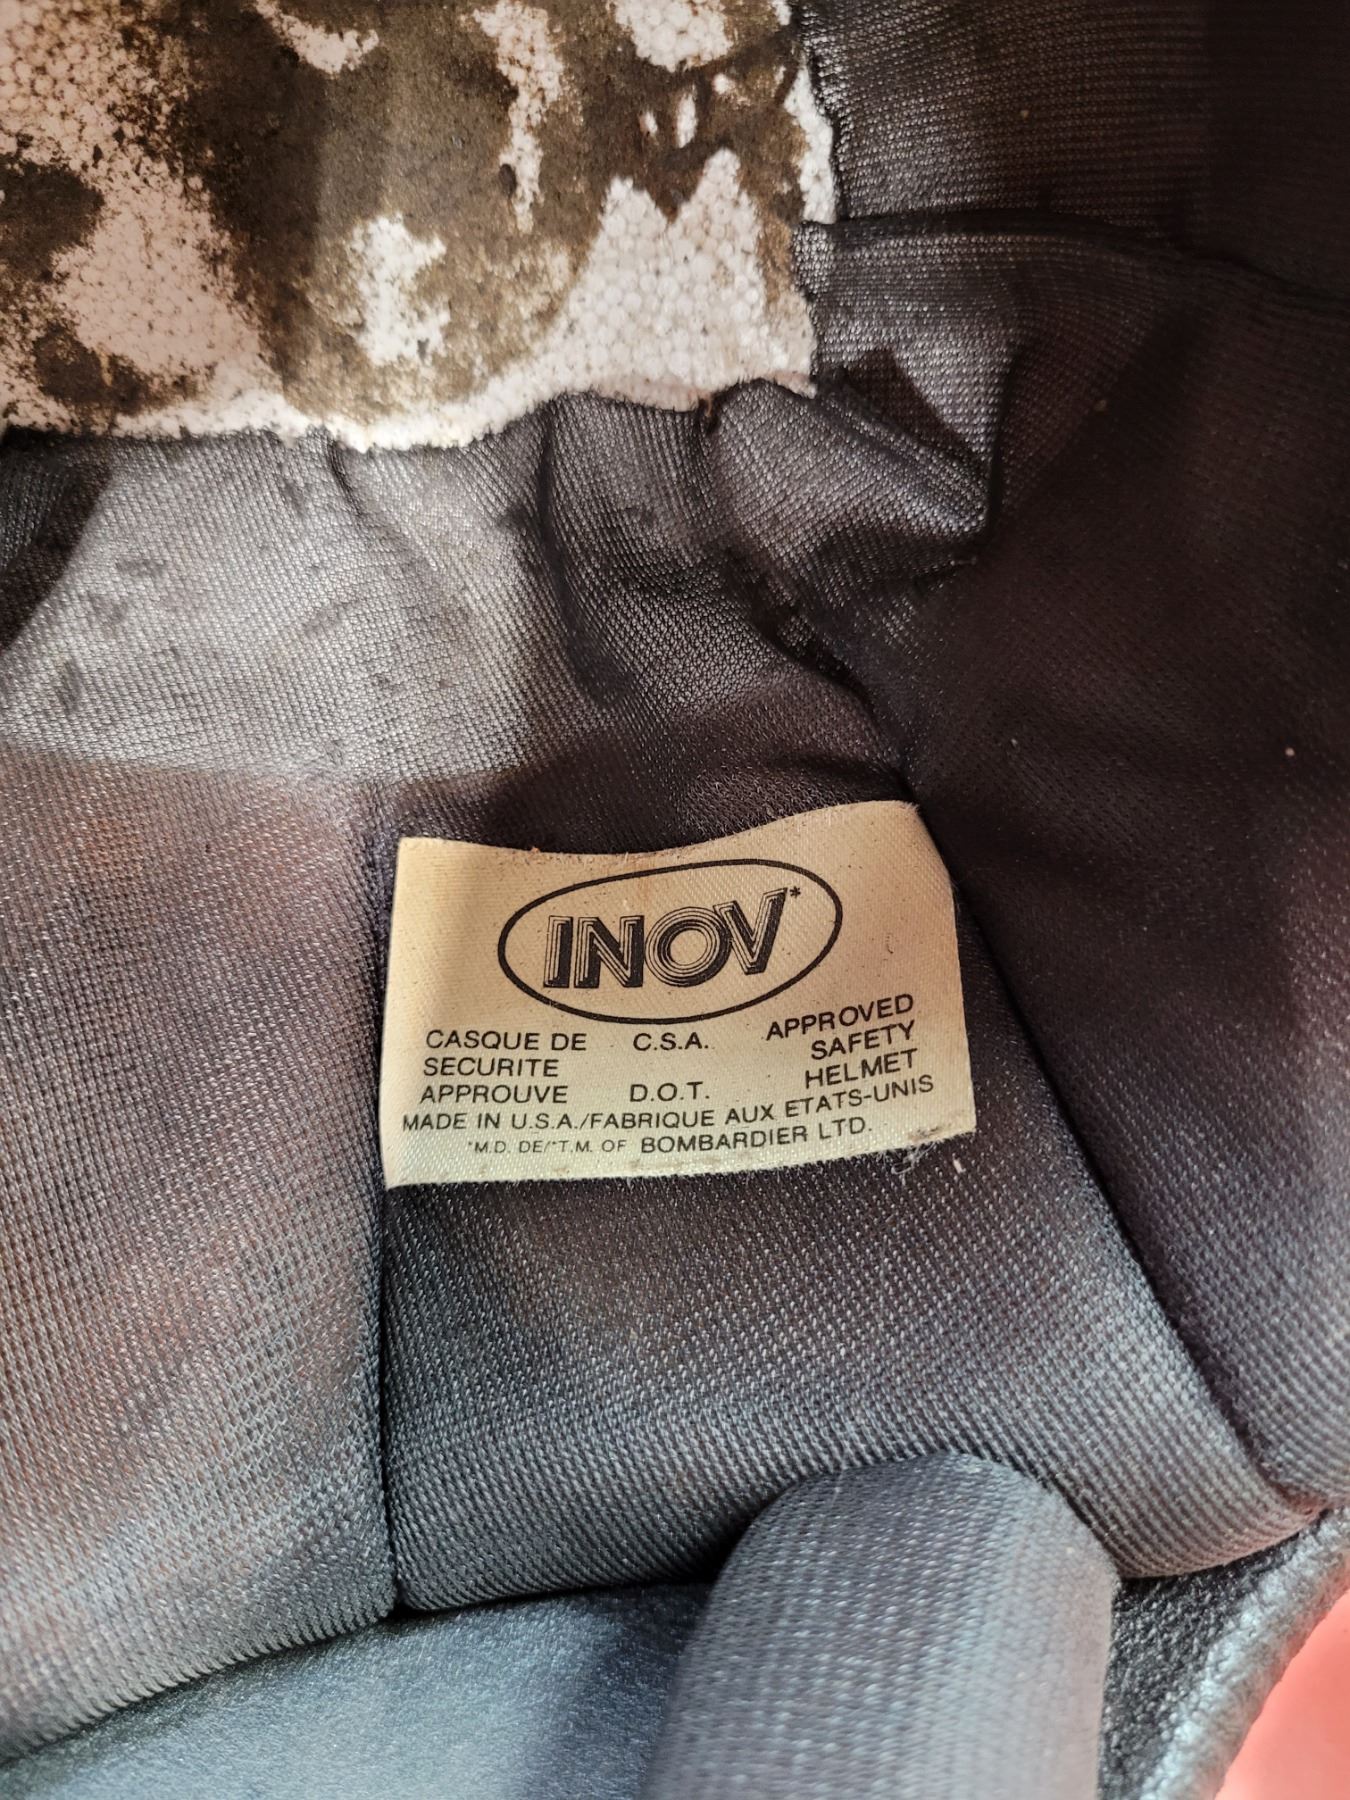 INOV*
CASQUE DE SECURITE APPROUVE
C.S.A.
D.O.T.
APPROVED SAFETY HELMET
MADE IN U.S.A./FABRIQUE AUX ETATS-UNIS
*M.D. DE/*T.M. OF BOMBARDIER LTD.